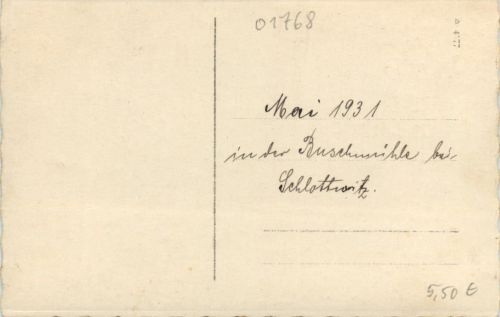 01768
Mai 1931
in der Buschmühle bei
Schlottwitz.
5,50 €